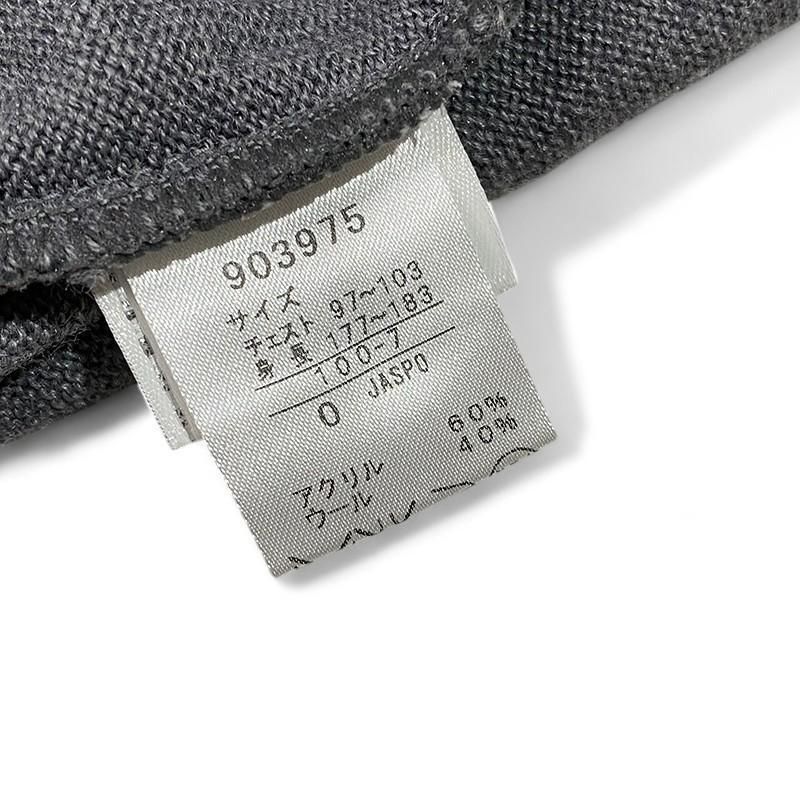 903975
サイズ
チェスト 97~103
身長 177~183
100-7
O JASPO
アクリル 60%
ウール 40%